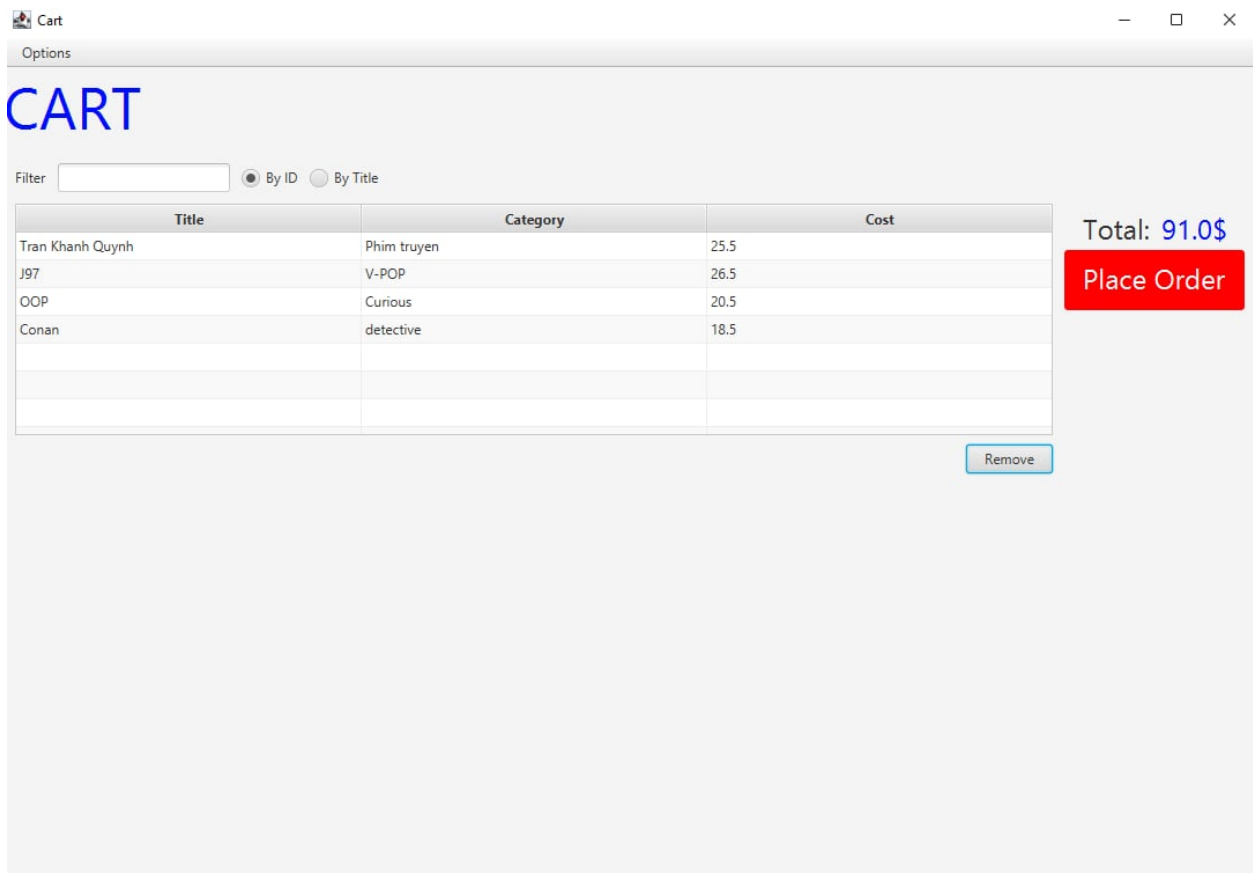 Cart
Options
CART
Filter By ID By Title
Title Category Cost
Tran Khanh Quynh Phim truyen 25.5
J97 V-POP 26.5
OOP Curious 20.5
Conan detective 18.5
Total: 91.0$
Place Order
Remove